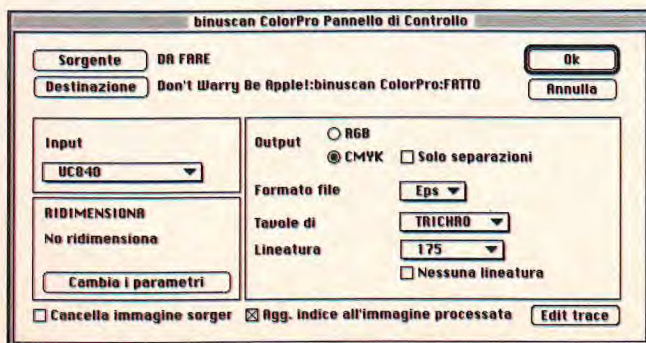 binuscan ColorPro Pannello di Controllo
Sorgente DA FARE Ok
Destinazione Don't Warry Be Apple!:binuscan ColorPro:FATTO Annulla
Input
UC840
RIDIMENSIONA
No ridimensiona
Cambia i parametri
Output RGB
CMYK Solo separazioni
Formato file Eps
Tavole di TRICHRO
Lineatura 175
Nessuna lineatura
Cancella immagine sorger Agg. indice all'immagine processata Edit trace